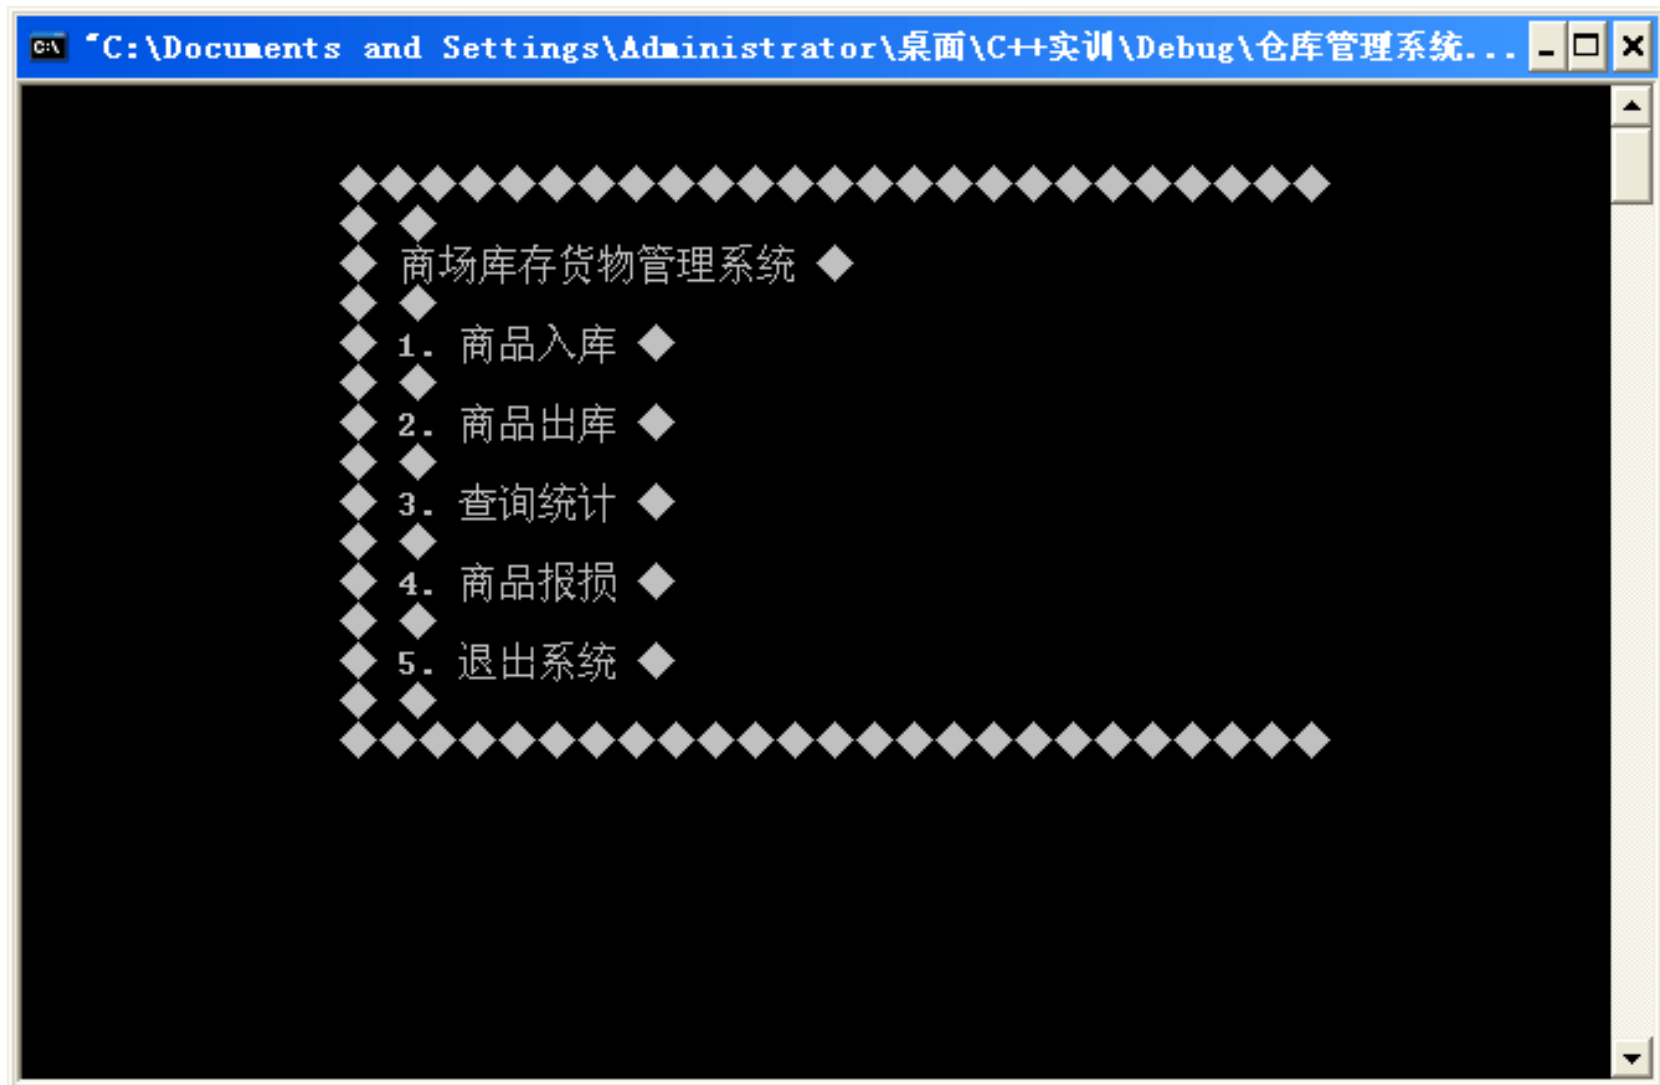 "C:\Documents and Settings\Administrator\桌面\C++实训\Debug\仓库管理系统...
◆◆◆◆◆◆◆◆◆◆◆◆◆◆◆◆◆◆◆◆◆◆◆◆◆
◆ ◆
◆ 商场库存货物管理系统 ◆
◆ ◆
◆ 1. 商品入库 ◆
◆ ◆
◆ 2. 商品出库 ◆
◆ ◆
◆ 3. 查询统计 ◆
◆ ◆
◆ 4. 商品报损 ◆
◆ ◆
◆ 5. 退出系统 ◆
◆ ◆
◆◆◆◆◆◆◆◆◆◆◆◆◆◆◆◆◆◆◆◆◆◆◆◆◆